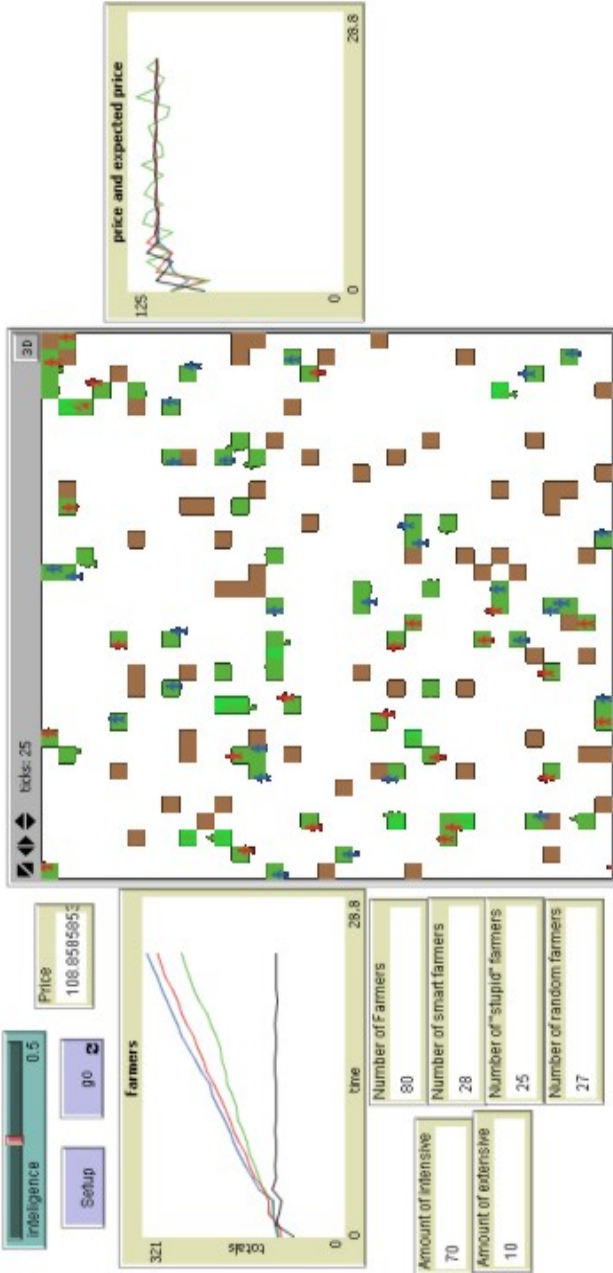 intelligence 0.5
Setup
go
Price
108.8585853
farmers
321
totals
0
0
time
28.8
Amount of intensive
70
Amount of extensive
10
Number of Farmers
80
Number of smart farmers
28
Number of "stupid" farmers
25
Number of random farmers
27
ticks: 25
3D
price and expected price
125
0
0
28.8